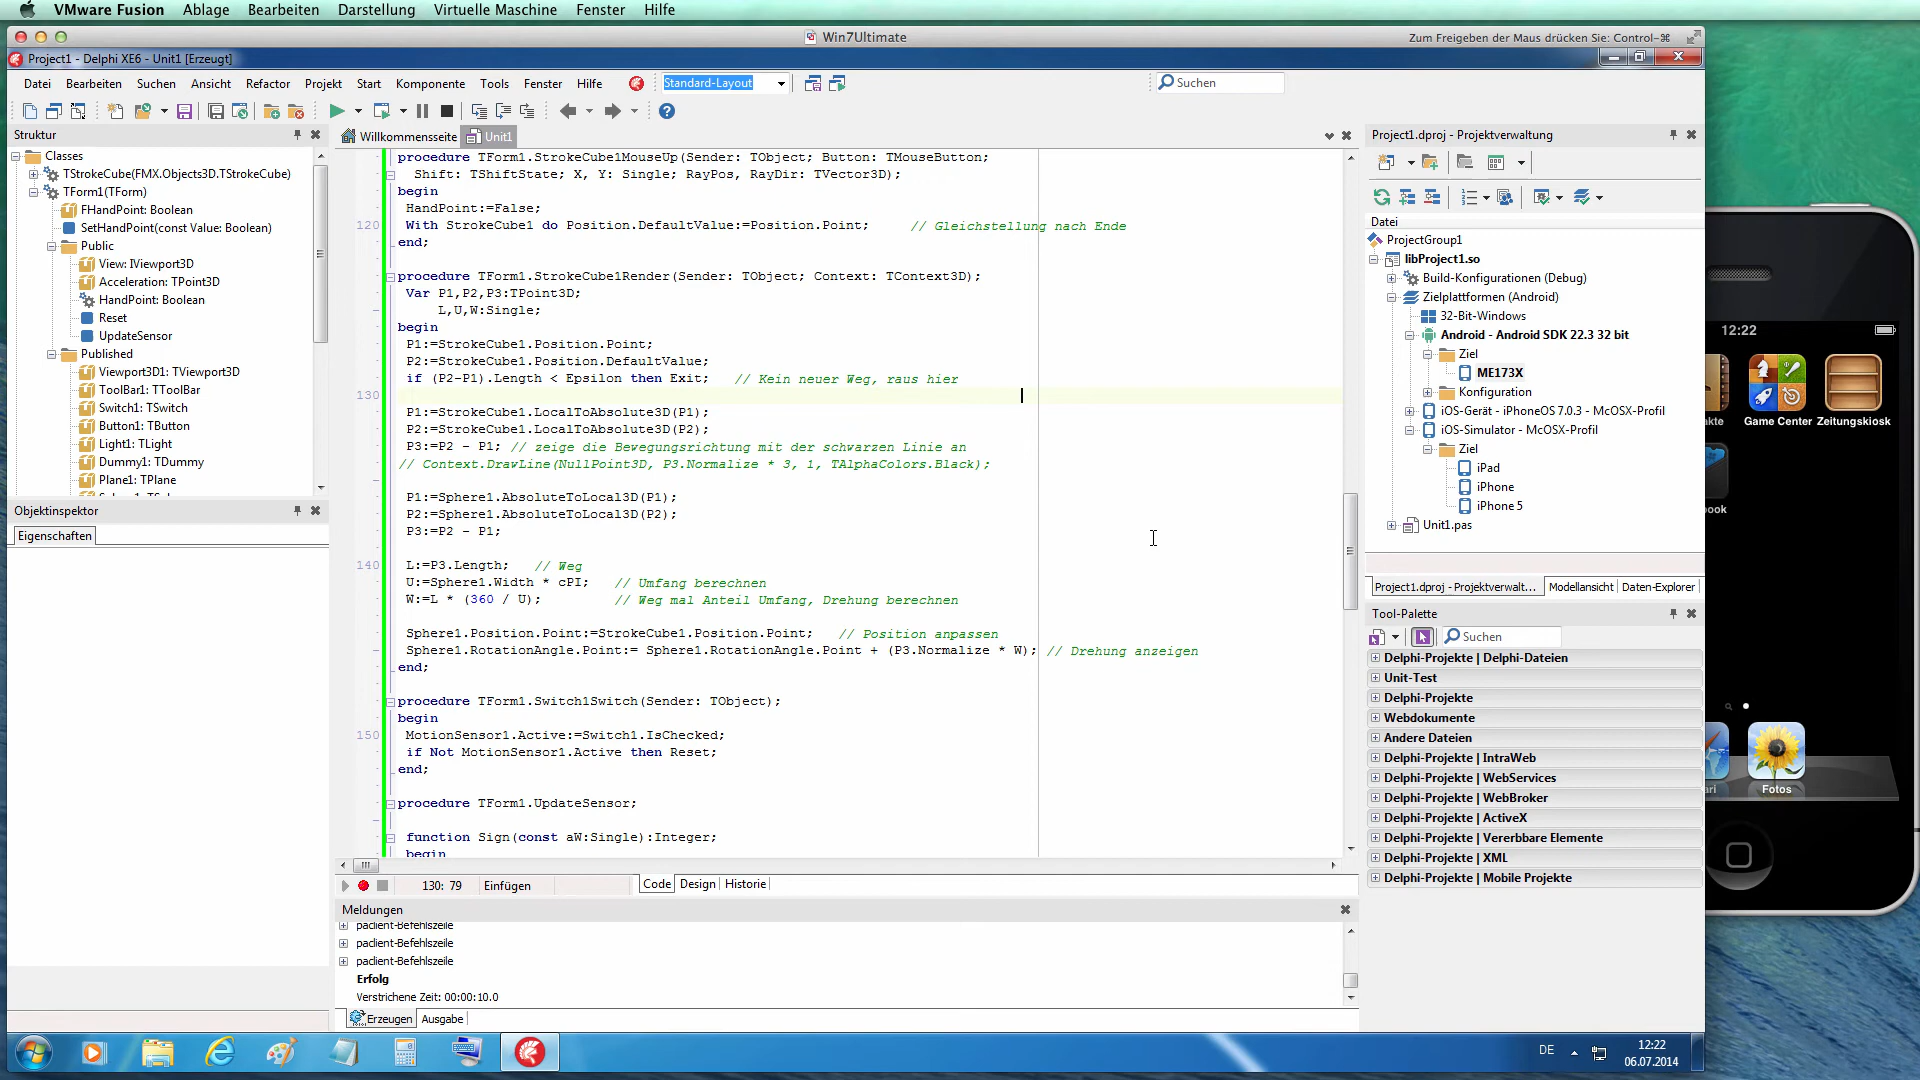 VMware Fusion Ablage Bearbeiten Darstellung Virtuelle Maschine Fenster Hilfe
Win7Ultimate
Zum Freigeben der Maus drücken Sie: Control-⌘
Project1 - Delphi XE6 - Unit1 [Erzeugt]
Datei Bearbeiten Suchen Ansicht Refactor Projekt Start Komponente Tools Fenster Hilfe
Standard-Layout
Suchen
Struktur
Classes
TStrokeCube(FMX.Objects3D.TStrokeCube)
TForm1(TForm)
FHandPoint: Boolean
SetHandPoint(const Value: Boolean)
Public
View: IViewport3D
Acceleration: TPoint3D
HandPoint: Boolean
Reset
UpdateSensor
Published
Viewport3D1: TViewport3D
ToolBar1: TToolBar
Switch1: TSwitch
Button1: TButton
Light1: TLight
Dummy1: TDummy
Plane1: TPlane
Objektinspektor
Eigenschaften
Willkommensseite
Unit1
procedure TForm1.StrokeCube1MouseUp(Sender: TObject; Button: TMouseButton;
Shift: TShiftState; X, Y: Single; RayPos, RayDir: TVector3D);
begin
HandPoint:=False;
120 With StrokeCube1 do Position.DefaultValue:=Position.Point; // Gleichstellung nach Ende
end;
procedure TForm1.StrokeCube1Render(Sender: TObject; Context: TContext3D);
Var P1,P2,P3:TPoint3D;
L,U,W:Single;
begin
P1:=StrokeCube1.Position.Point;
P2:=StrokeCube1.Position.DefaultValue;
if (P2-P1).Length < Epsilon then Exit; // Kein neuer Weg, raus hier
130
P1:=StrokeCube1.LocalToAbsolute3D(P1);
P2:=StrokeCube1.LocalToAbsolute3D(P2);
P3:=P2 - P1; // zeige die Bewegungsrichtung mit der schwarzen Linie an
// Context.DrawLine(NullPoint3D, P3.Normalize * 3, 1, TAlphaColors.Black);
P1:=Sphere1.AbsoluteToLocal3D(P1);
P2:=Sphere1.AbsoluteToLocal3D(P2);
P3:=P2 - P1;
140 L:=P3.Length; // Weg
U:=Sphere1.Width * cPI; // Umfang berechnen
W:=L * (360 / U); // Weg mal Anteil Umfang, Drehung berechnen
Sphere1.Position.Point:=StrokeCube1.Position.Point; // Position anpassen
Sphere1.RotationAngle.Point:= Sphere1.RotationAngle.Point + (P3.Normalize * W); // Drehung anzeigen
end;
procedure TForm1.Switch1Switch(Sender: TObject);
begin
150 MotionSensor1.Active:=Switch1.IsChecked;
if Not MotionSensor1.Active then Reset;
end;
procedure TForm1.UpdateSensor;
function Sign(const aW:Single):Integer;
begin
130: 79 Einfügen
Code Design Historie
Meldungen
paclient-Befehlszeile
paclient-Befehlszeile
paclient-Befehlszeile
Erfolg
Verstrichene Zeit: 00:00:10.0
Erzeugen Ausgabe
Project1.dproj - Projektverwaltung
Datei
ProjectGroup1
libProject1.so
Build-Konfigurationen (Debug)
Zielplattformen (Android)
32-Bit-Windows
Android - Android SDK 22.3 32 bit
Ziel
ME173X
Konfiguration
iOS-Gerät - iPhoneOS 7.0.3 - McOSX-Profil
iOS-Simulator - McOSX-Profil
Ziel
iPad
iPhone
iPhone 5
Unit1.pas
Project1.dproj - Projektverwalt... Modellansicht Daten-Explorer
Tool-Palette
Suchen
Delphi-Projekte | Delphi-Dateien
Unit-Test
Delphi-Projekte
Webdokumente
Andere Dateien
Delphi-Projekte | IntraWeb
Delphi-Projekte | WebServices
Delphi-Projekte | WebBroker
Delphi-Projekte | ActiveX
Delphi-Projekte | Vererbbare Elemente
Delphi-Projekte | XML
Delphi-Projekte | Mobile Projekte
12:22
Game Center Zeitungskiosk
Fotos
DE
12:22
06.07.2014